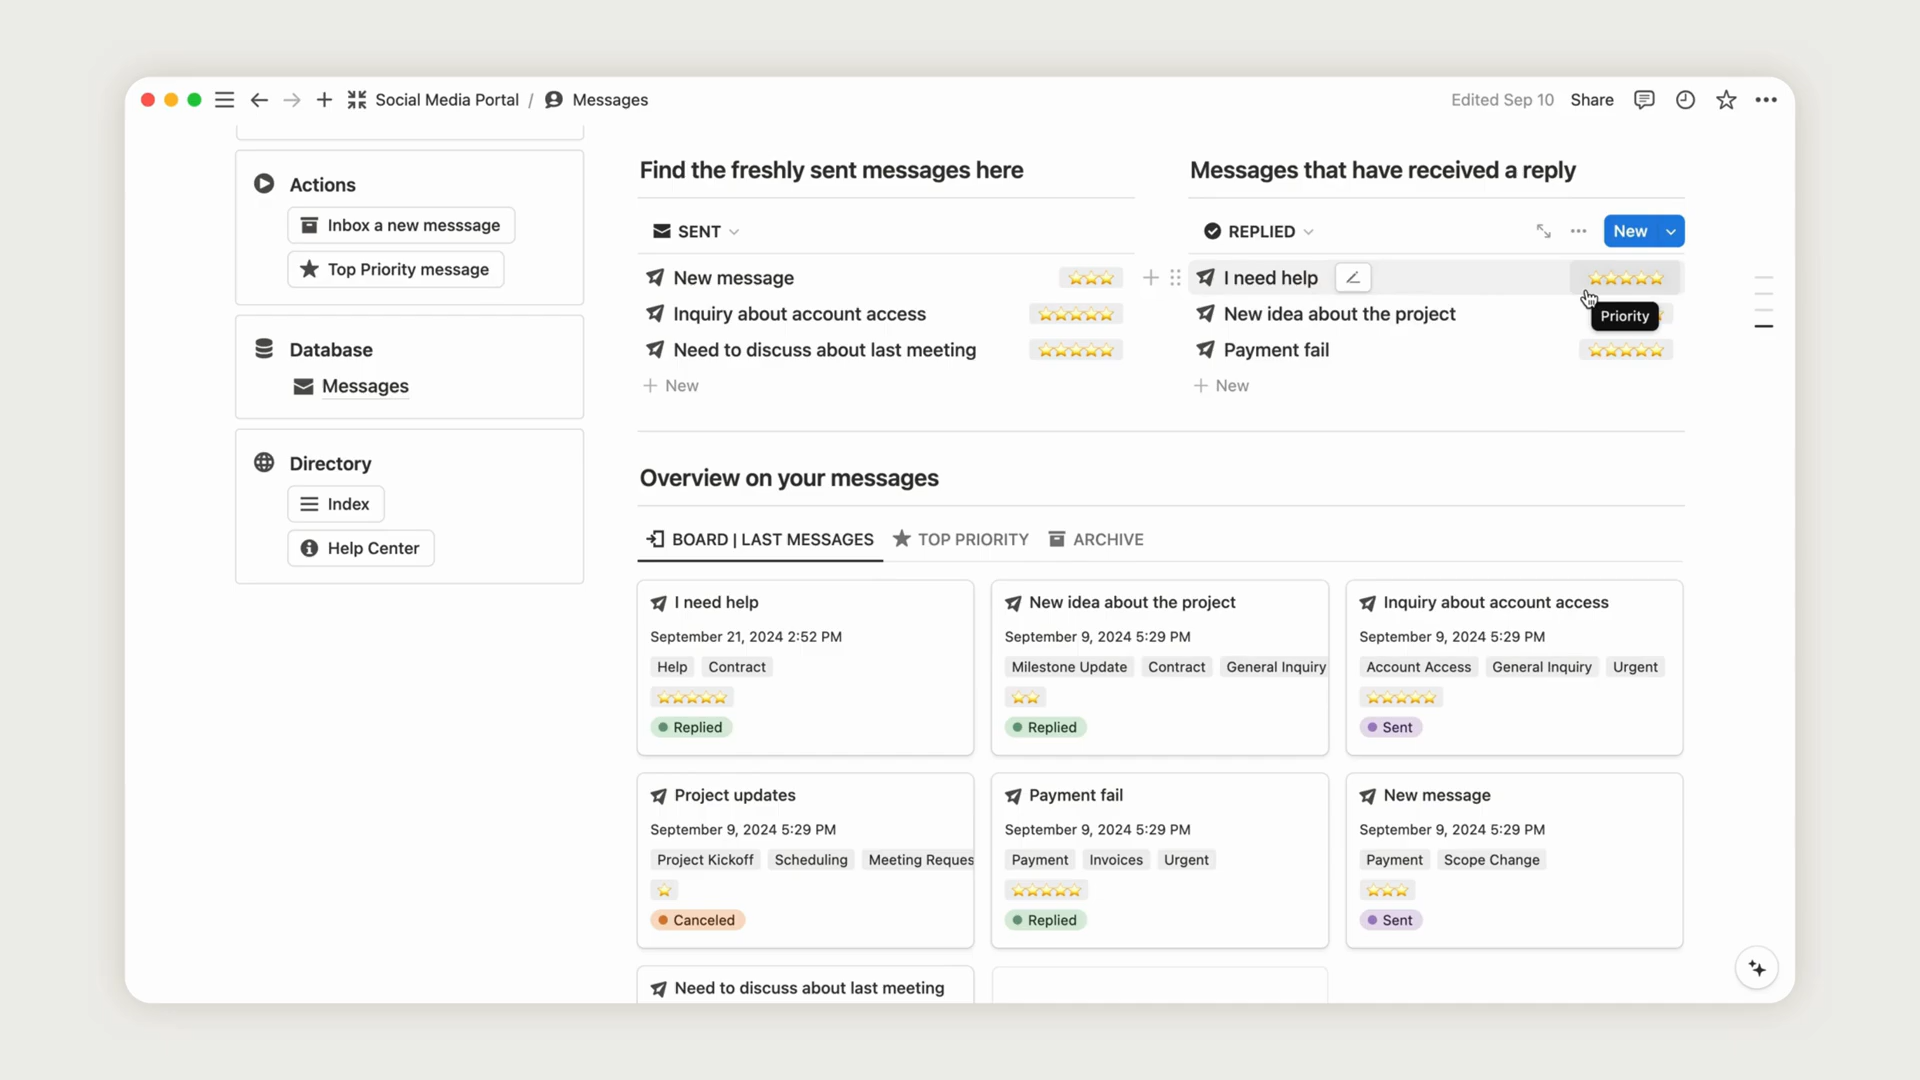 Social Media Portal / Messages
Edited Sep 10 Share
Actions
Inbox a new messsage
Top Priority message
Database
Messages
Directory
Index
Help Center
Find the freshly sent messages here
SENT
New message
Inquiry about account access
Need to discuss about last meeting
New
Messages that have received a reply
REPLIED
New
I need help
New idea about the project
Priority
Payment fail
New
Overview on your messages
BOARD | LAST MESSAGES TOP PRIORITY ARCHIVE
I need help
September 21, 2024 2:52 PM
Help Contract
Replied
New idea about the project
September 9, 2024 5:29 PM
Milestone Update Contract General Inquiry
Replied
Inquiry about account access
September 9, 2024 5:29 PM
Account Access General Inquiry Urgent
Sent
Project updates
September 9, 2024 5:29 PM
Project Kickoff Scheduling Meeting Reques
Canceled
Payment fail
September 9, 2024 5:29 PM
Payment Invoices Urgent
Replied
New message
September 9, 2024 5:29 PM
Payment Scope Change
Sent
Need to discuss about last meeting